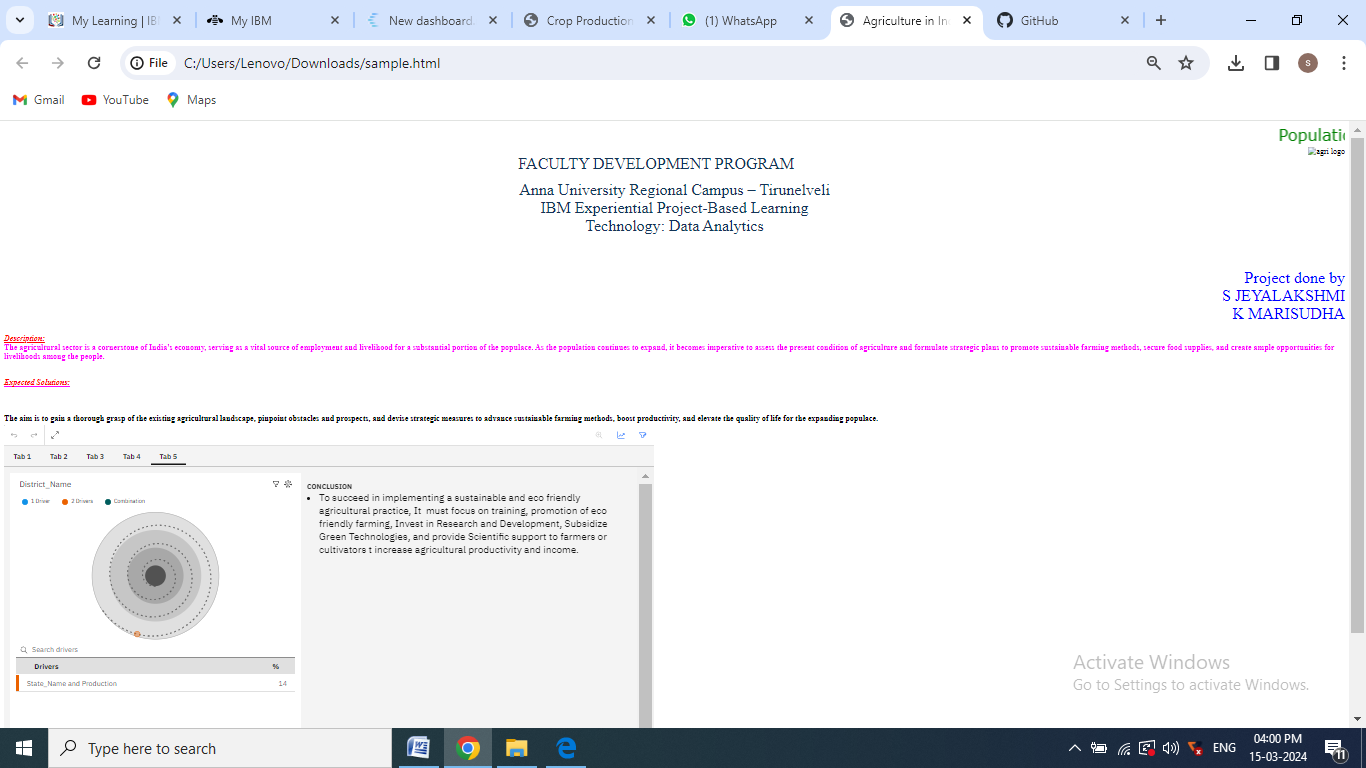 My Learning | IB
My IBM
New dashboard
Crop Production
(1) WhatsApp
Agriculture in In
GitHub
File
C:/Users/Lenovo/Downloads/sample.html
S
Gmail
YouTube
Maps
Populati
agri logo
FACULTY DEVELOPMENT PROGRAM
Anna University Regional Campus – Tirunelveli
IBM Experiential Project-Based Learning
Technology: Data Analytics
Project done by
S JEYALAKSHMI
K MARISUDHA
Description:
The agricultural sector is a cornerstone of India's economy, serving as a vital source of employment and livelihood for a substantial portion of the populace. As the population continues to expand, it becomes imperative to assess the present condition of agriculture and formulate strategic plans to promote sustainable farming methods, secure food supplies, and create ample opportunities for
livelihoods among the people.
Expected Solutions:
The aim is to gain a thorough grasp of the existing agricultural landscape, pinpoint obstacles and prospects, and devise strategic measures to advance sustainable farming methods, boost productivity, and elevate the quality of life for the expanding populace.
Tab 1 Tab 2 Tab 3 Tab 4 Tab 5
District_Name
1 Driver 2 Drivers Combination
Search drivers
Drivers %
State_Name and Production 14
CONCLUSION
• To succeed in implementing a sustainable and eco friendly
agricultural practice, It must focus on training, promotion of eco
friendly farming, Invest in Research and Development, Subsidize
Green Technologies, and provide Scientific support to farmers or
cultivators t increase agricultural productivity and income.
Activate Windows
Go to Settings to activate Windows.
Type here to search
ENG
04:00 PM
15-03-2024
11